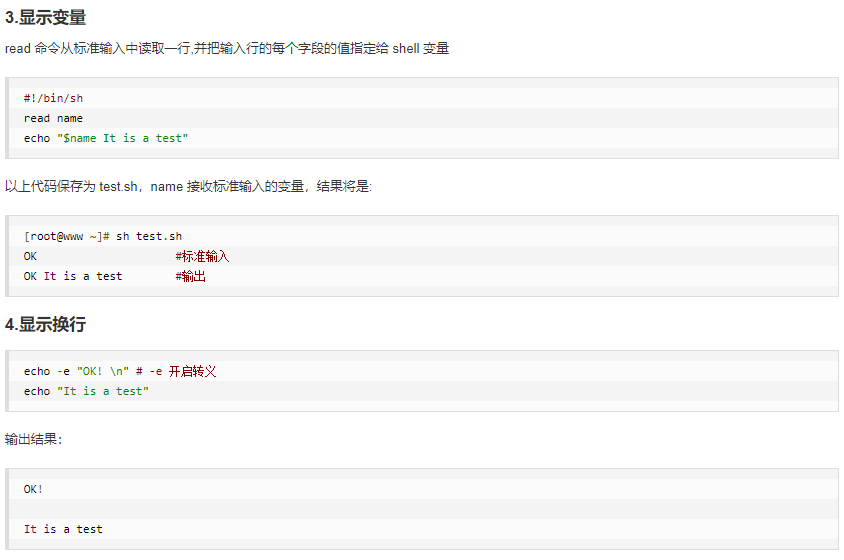 3.显示变量
read 命令从标准输入中读取一行,并把输入行的每个字段的值指定给 shell 变量
#!/bin/sh
read name
echo "$name It is a test"
以上代码保存为 test.sh，name 接收标准输入的变量，结果将是:
[root@www ~]# sh test.sh
OK                     #标准输入
OK It is a test        #输出
4.显示换行
echo -e "OK! \n" # -e 开启转义
echo "It is a test"
输出结果：
OK!
It is a test